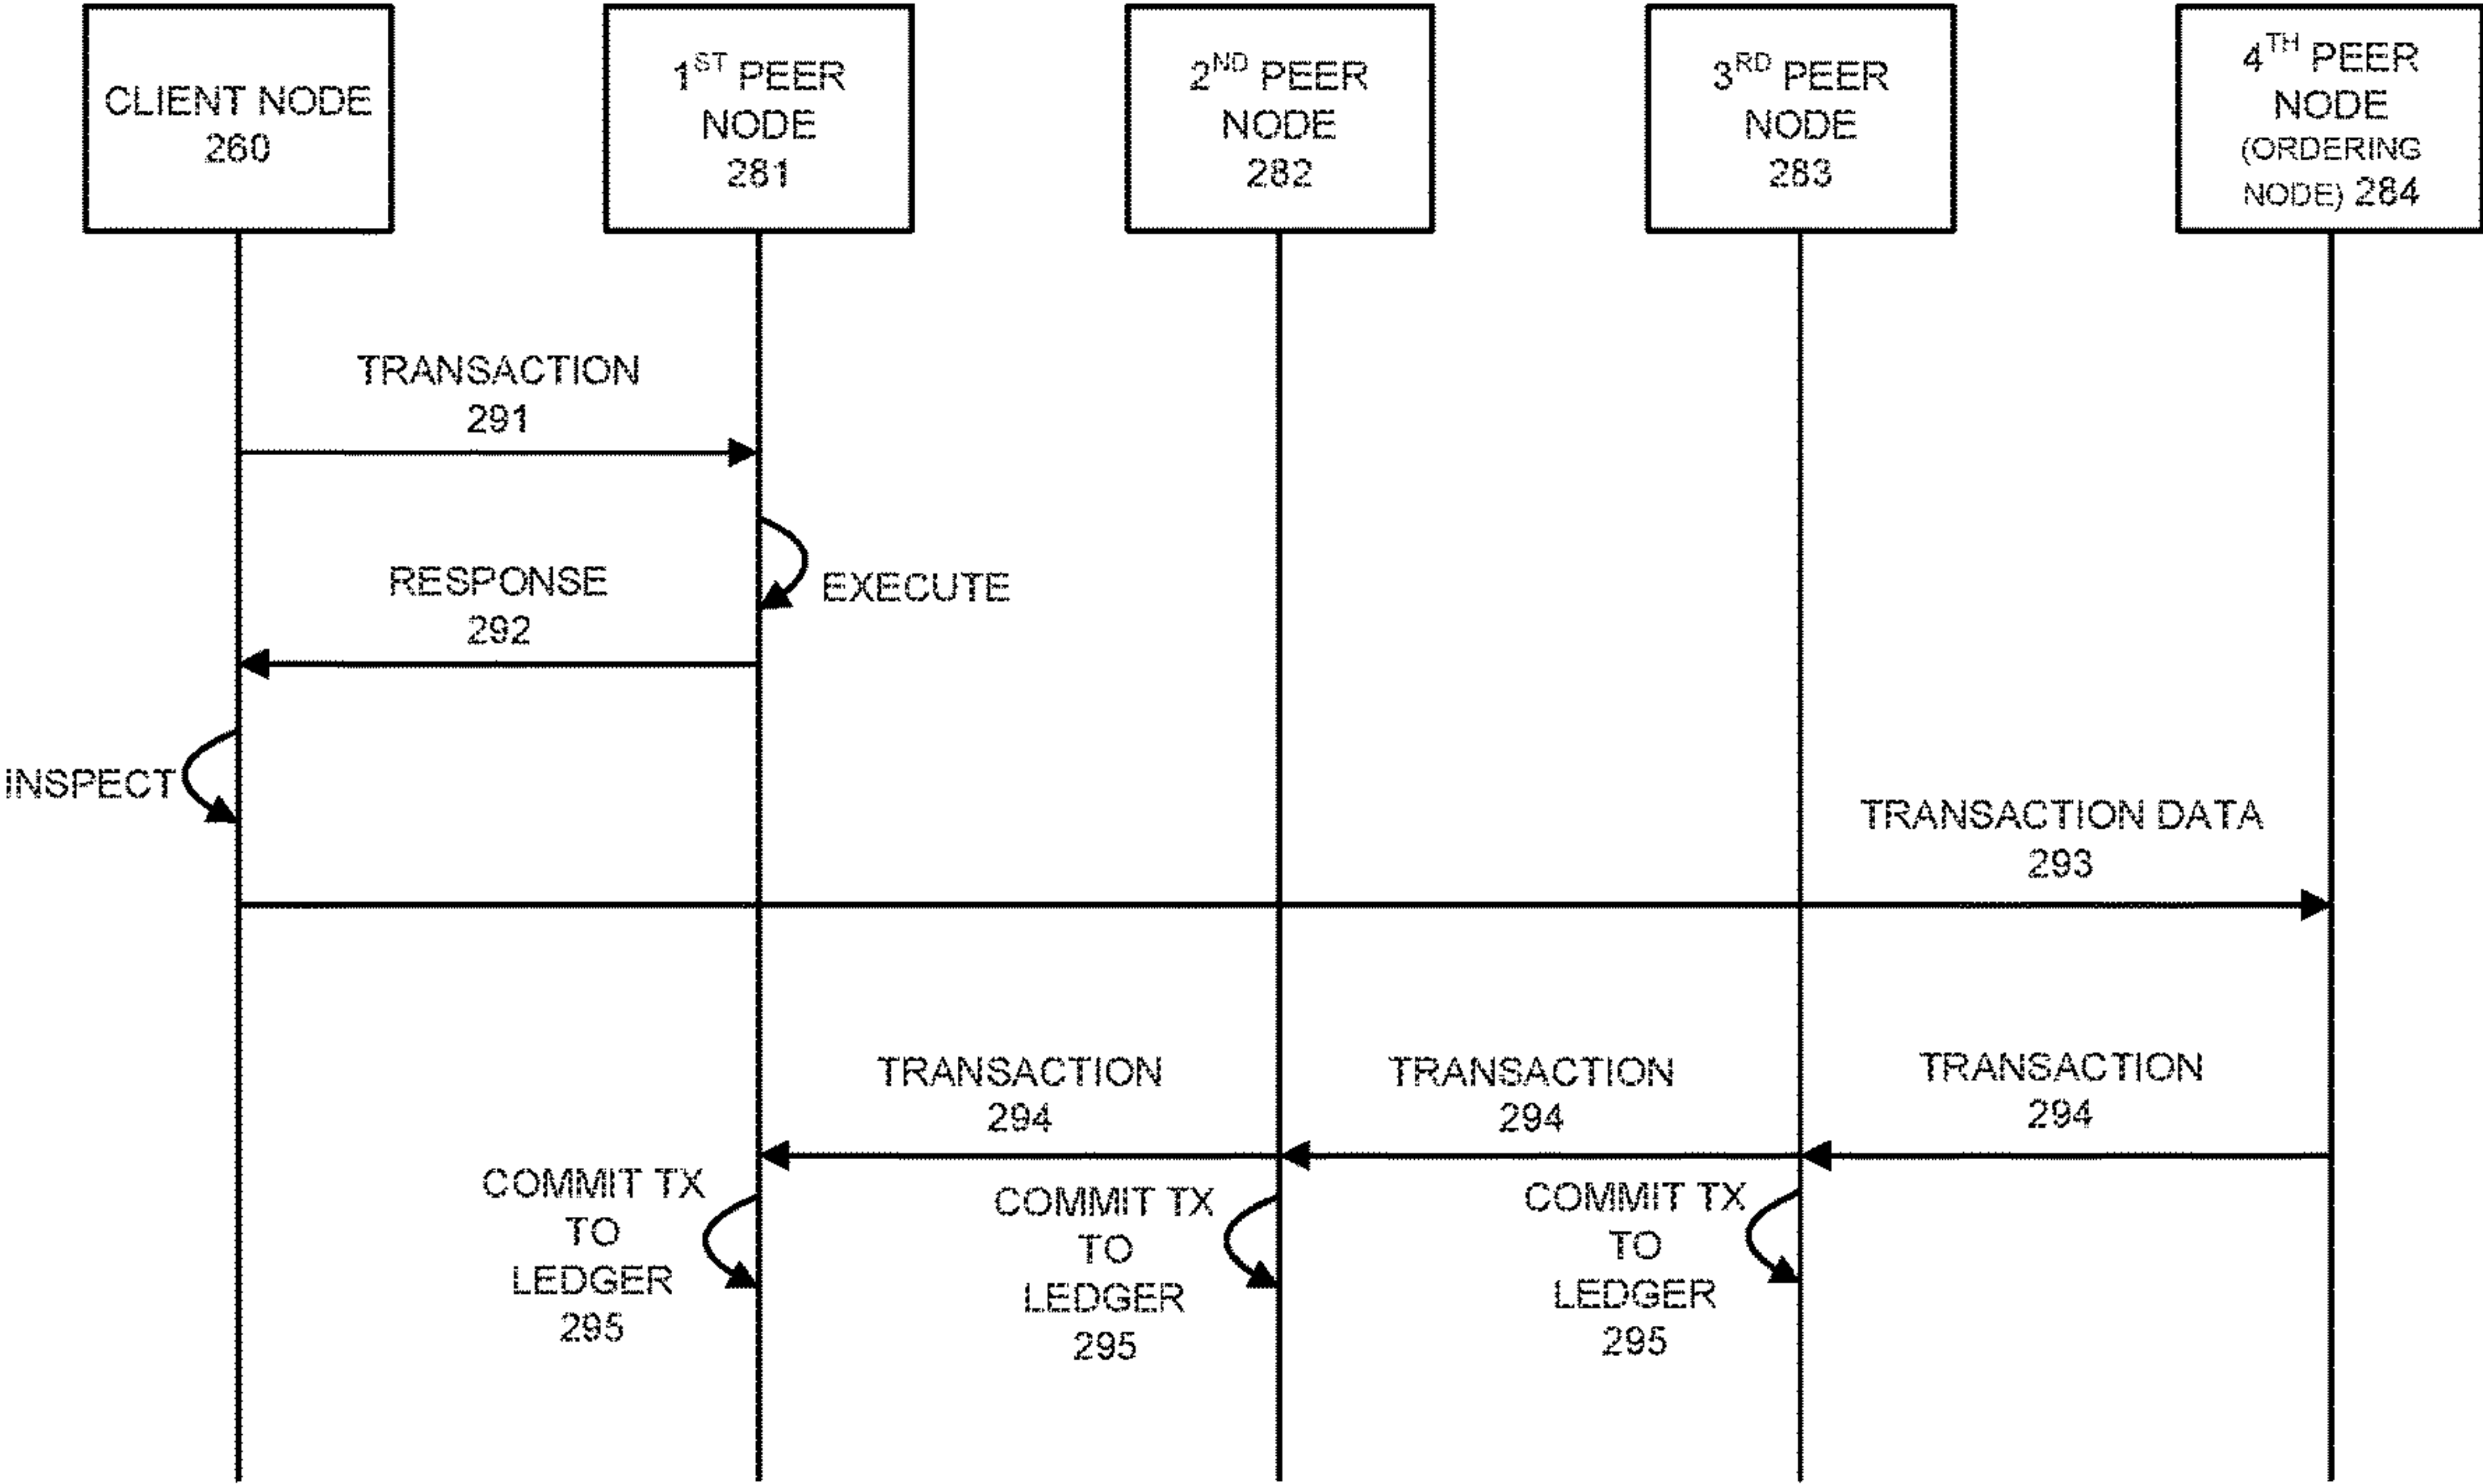 CLIENT NODE
260
1ST PEER
NODE
281
2ND PEER
NODE
282
3RD PEER
NODE
283
4TH PEER
NODE
(ORDERING
NODE) 284
TRANSACTION
291
EXECUTE
RESPONSE
292
INSPECT
TRANSACTION DATA
293
TRANSACTION
294
TRANSACTION
294
TRANSACTION
294
COMMIT TX
TO
LEDGER
295
COMMIT TX
TO
LEDGER
295
COMMIT TX
TO
LEDGER
295